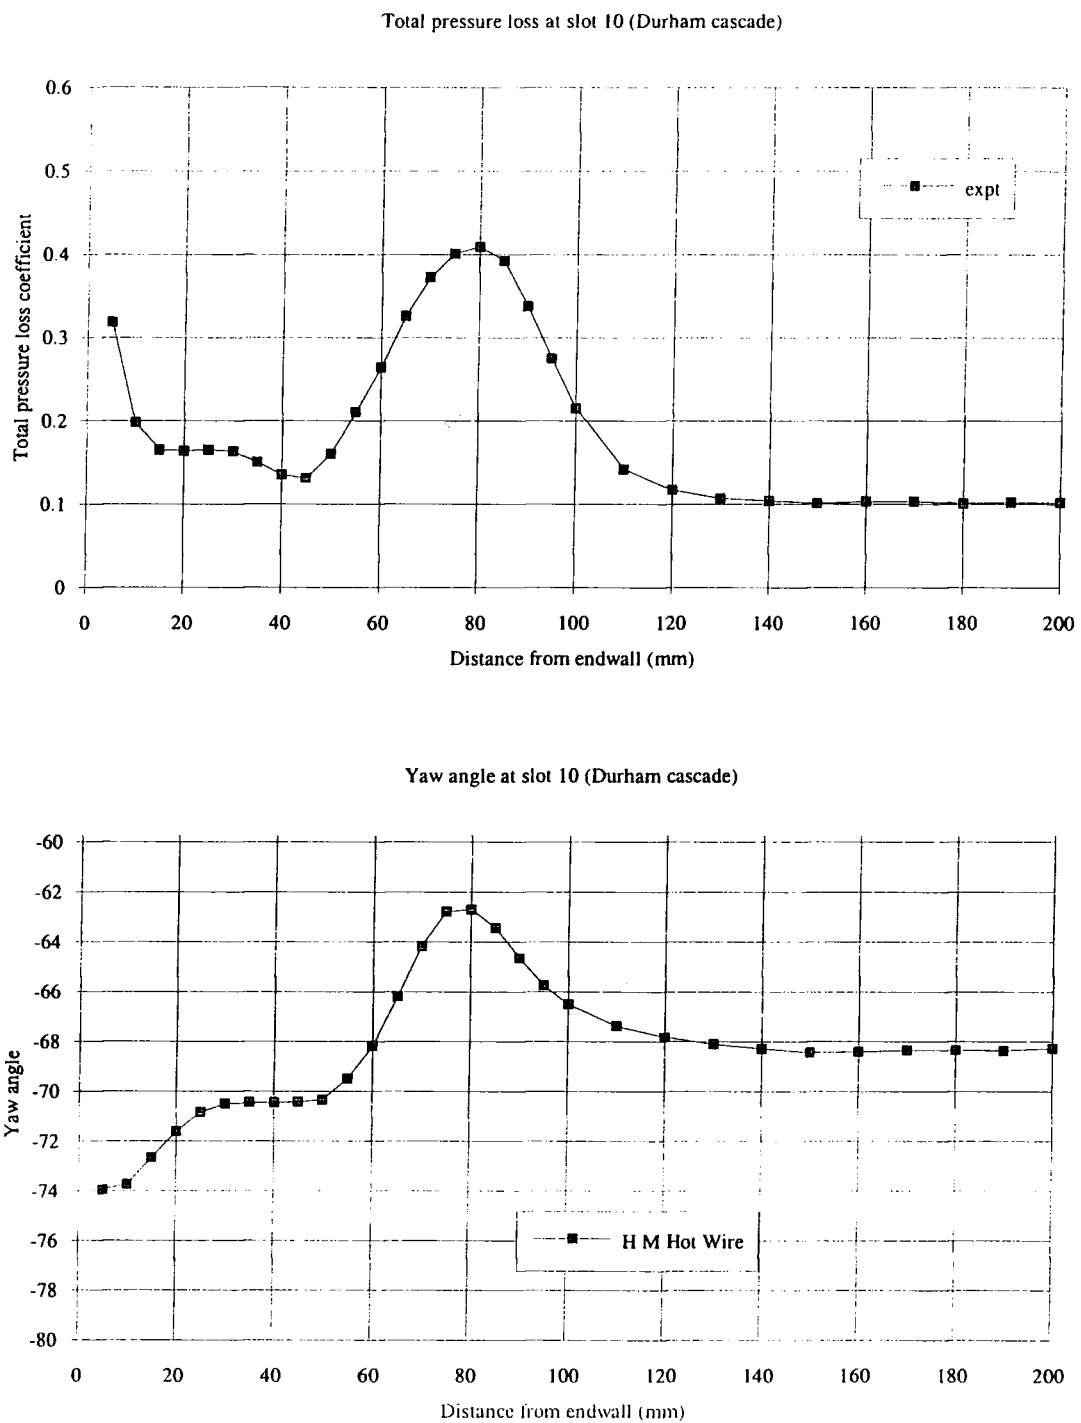 Total pressure loss at slot 10 (Durham cascade)
0.6
0.5
0.4
0.3
0.2
0.1
0
Total pressure loss coefficient
expt
0 20 40 60 80 100 120 140 160 180 200
Distance from endwall (mm)
Yaw angle at slot 10 (Durham cascade)
-60
-62
-64
-66
-68
-70
-72
-74
-76
-78
-80
Yaw angle
H M Hot Wire
0 20 40 60 80 100 120 140 160 180 200
Distance from endwall (mm)